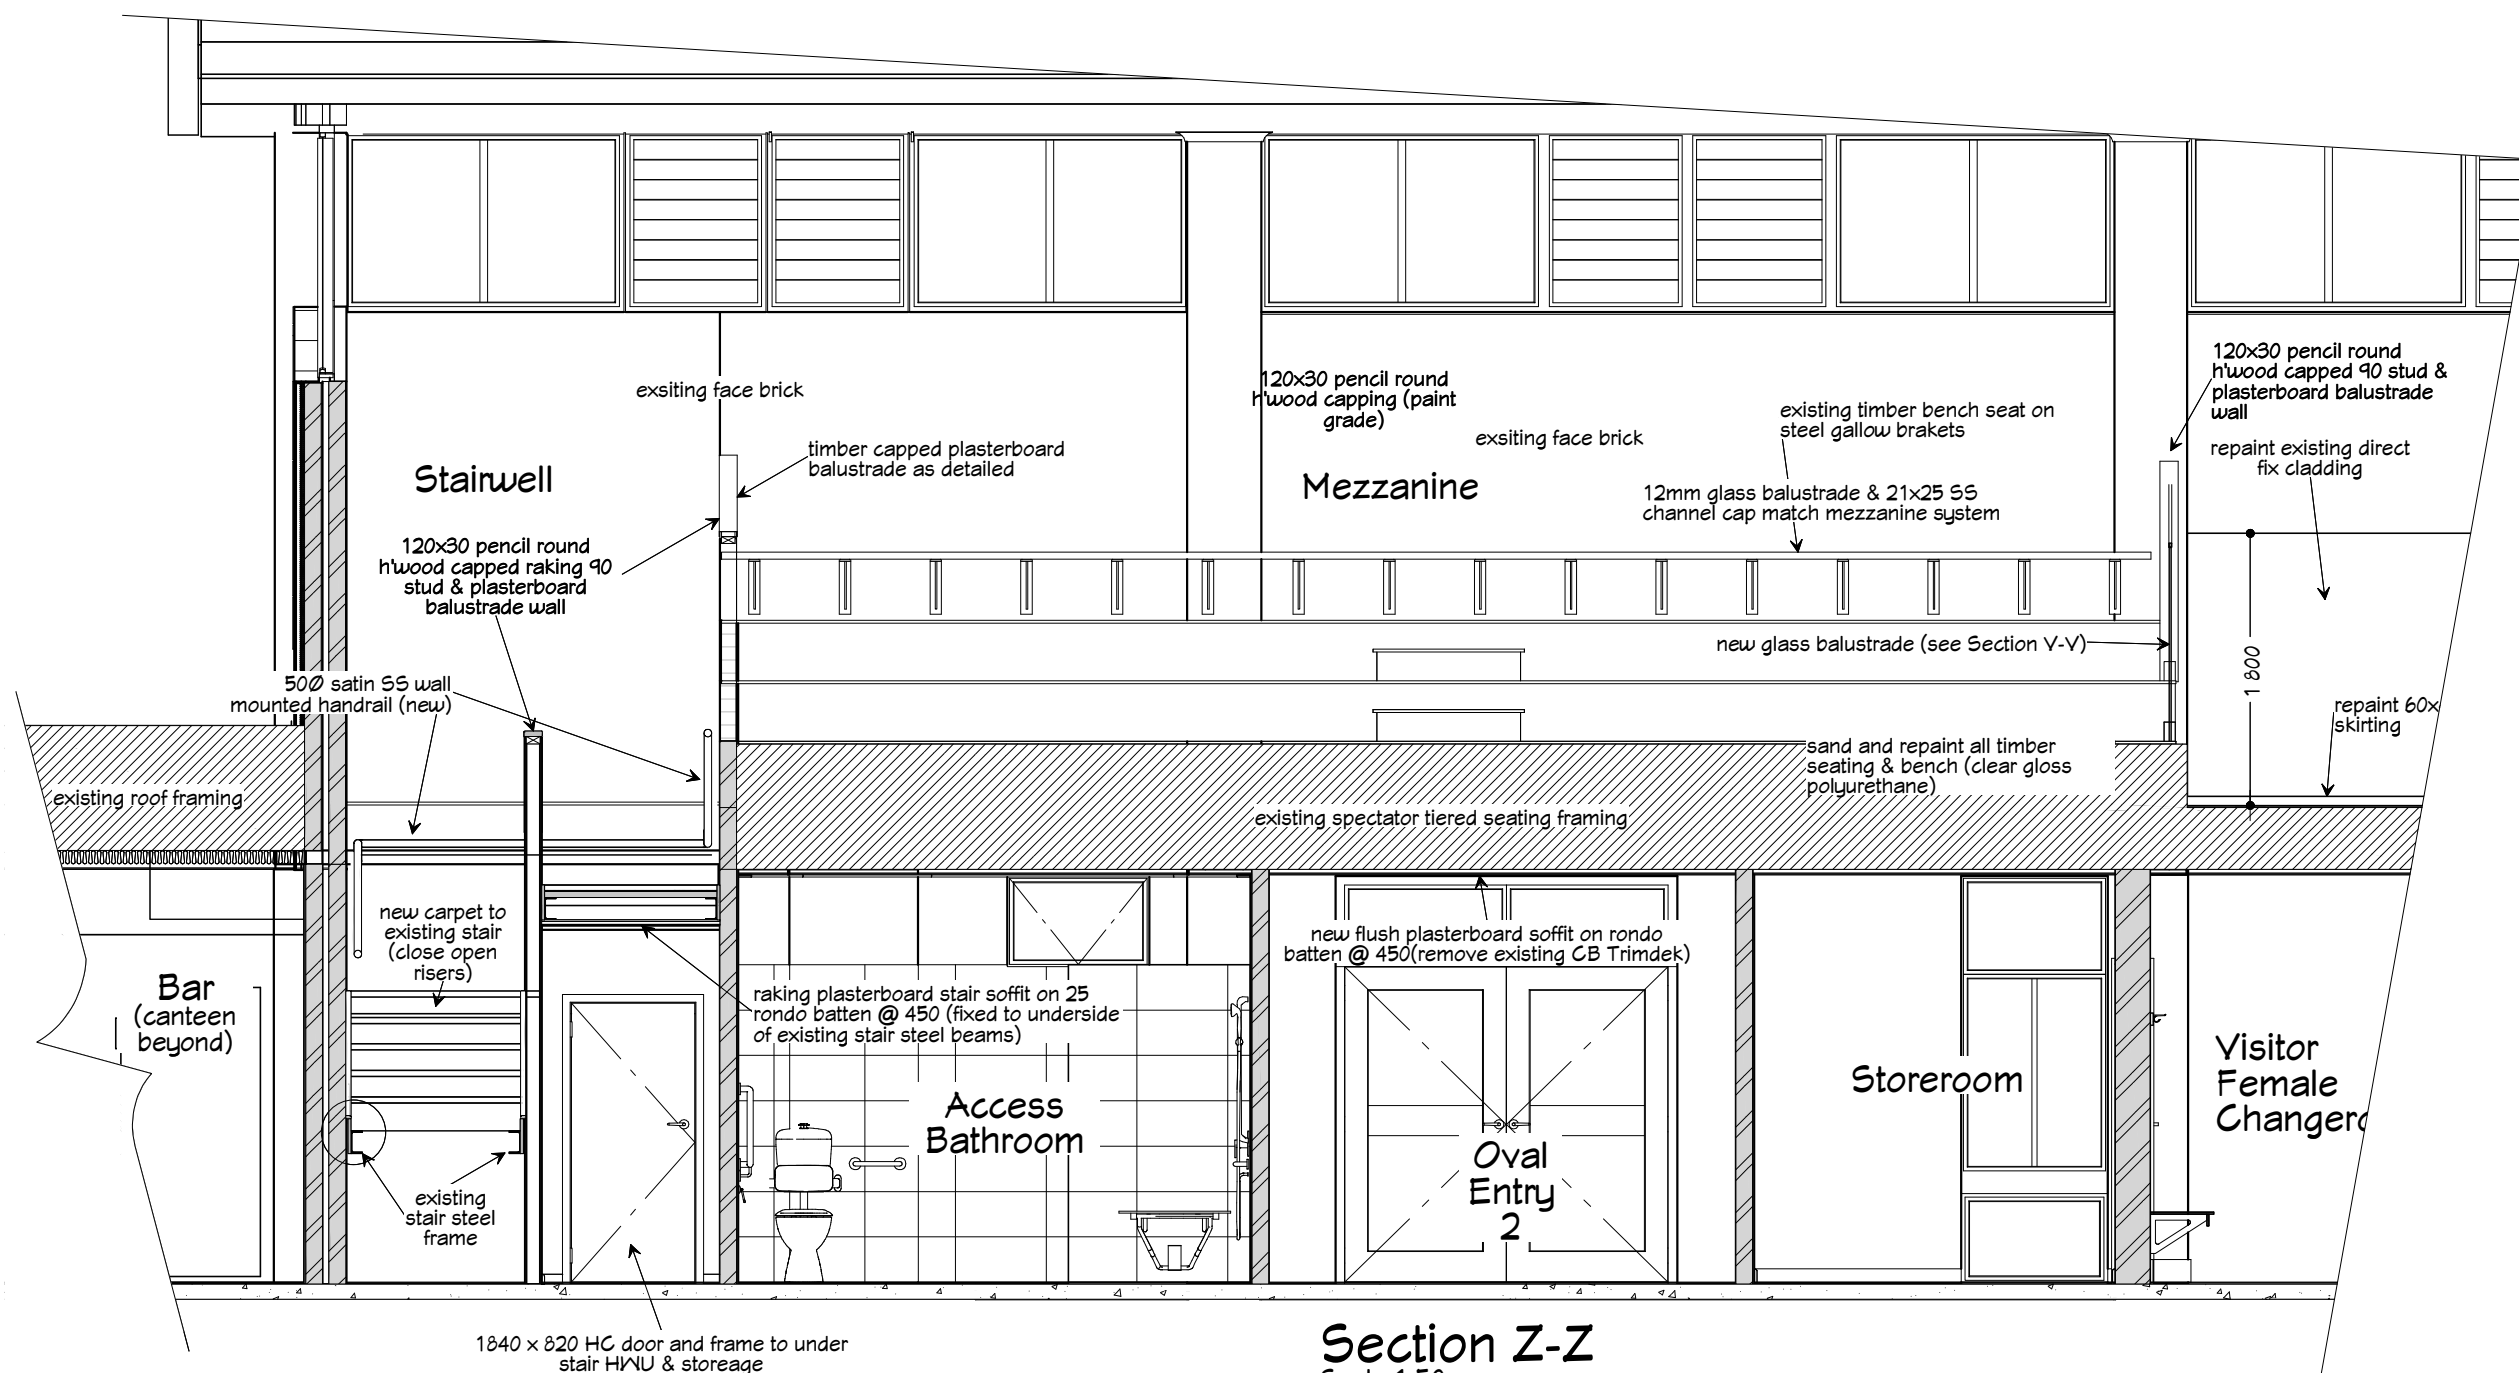 exsiting face brick
Stairwell
timber capped plasterboard
balustrade as detailed
120x30 pencil round
h'wood capped raking 90
stud & plasterboard
balustrade wall
120x30 pencil round
h'wood capping (paint
grade)
exsiting face brick
Mezzanine
existing timber bench seat on
steel gallow brakets
12mm glass balustrade & 21x25 SS
channel cap match mezzanine system
120x30 pencil round
h'wood capped 90 stud &
plasterboard balustrade
wall
repaint existing direct
fix cladding
new glass balustrade (see Section V-V)
1 800
repaint 60x
skirting
50Ø satin SS wall
mounted handrail (new)
existing roof framing
sand and repaint all timber
seating & bench (clear gloss
polyurethane)
existing spectator tiered seating framing
new carpet to
existing stair
(close open
risers)
Bar
(canteen
beyond)
raking plasterboard stair soffit on 25
rondo batten @ 450 (fixed to underside
of existing stair steel beams)
new flush plasterboard soffit on rondo
batten @ 450(remove existing CB Trimdek)
Access
Bathroom
Oval
Entry
2
Storeroom
Visitor
Female
Changero
existing
stair steel
frame
1840 x 820 HC door and frame to under
stair HWU & storeage
Section Z-Z